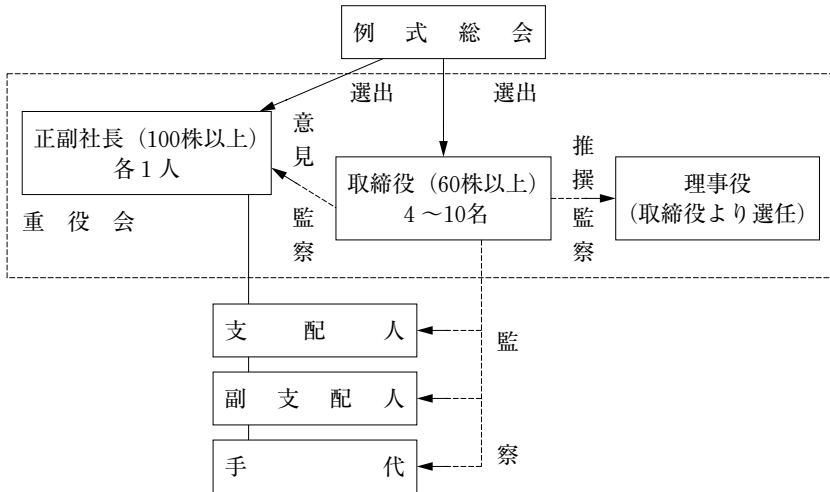 例式総会
選出
選出
正副社長（100株以上）
各１人
意見
監察
取締役（60株以上）
４～10名
推撰
監察
理事役
（取締役より選任）
重役会
支配人
監察
副支配人
手代